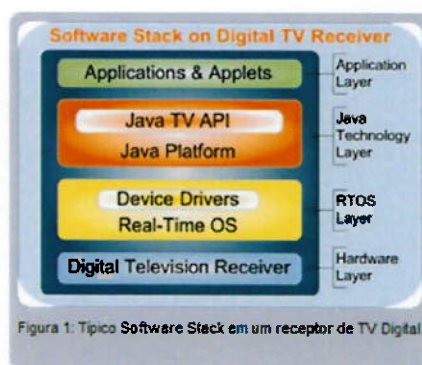 Software Stack on Digital TV Receiver
Applications & Applets
Application
Layer
Java TV API
Java Platform
Java
Technology
Layer
Device Drivers
Real-Time OS
RTOS
Layer
Digital Television Receiver
Hardware
Layer
Figura 1: Típico Software Stack em um receptor de TV Digital